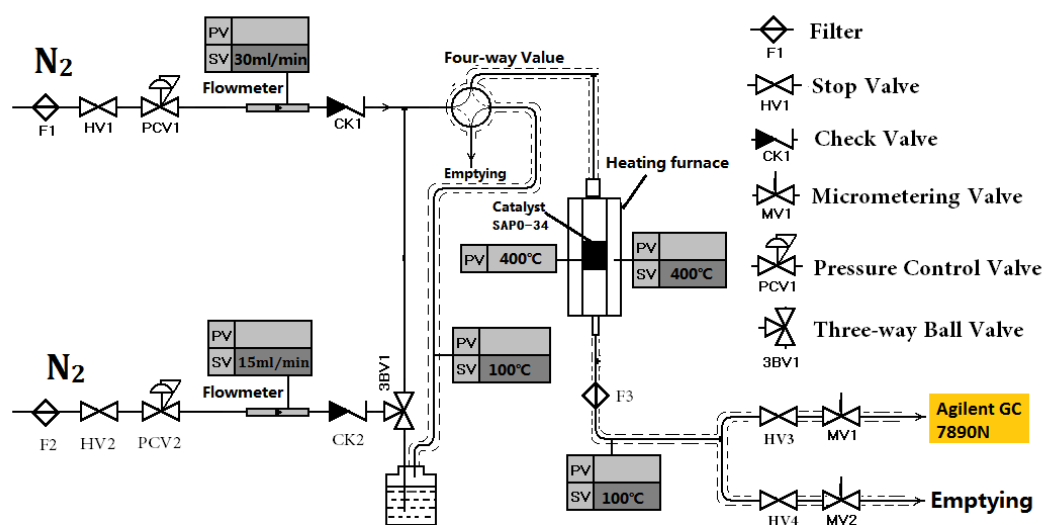 PV
SV 30ml/min
N2
Flowmeter
F1
HV1
PCV1
CK1
Four-way Value
Emptying
Heating furnace
Catalyst
SAPO-34
PV 400℃
PV
SV 400℃
PV
SV 100℃
N2
PV
SV 15ml/min
Flowmeter
F2
HV2
PCV2
CK2
3BV1
F3
PV
SV 100℃
HV3
MV1
Agilent GC
7890N
HV4
MV2
Emptying
F1
Filter
HV1
Stop Valve
CK1
Check Valve
MV1
Micrometering Valve
PCV1
Pressure Control Valve
3BV1
Three-way Ball Valve